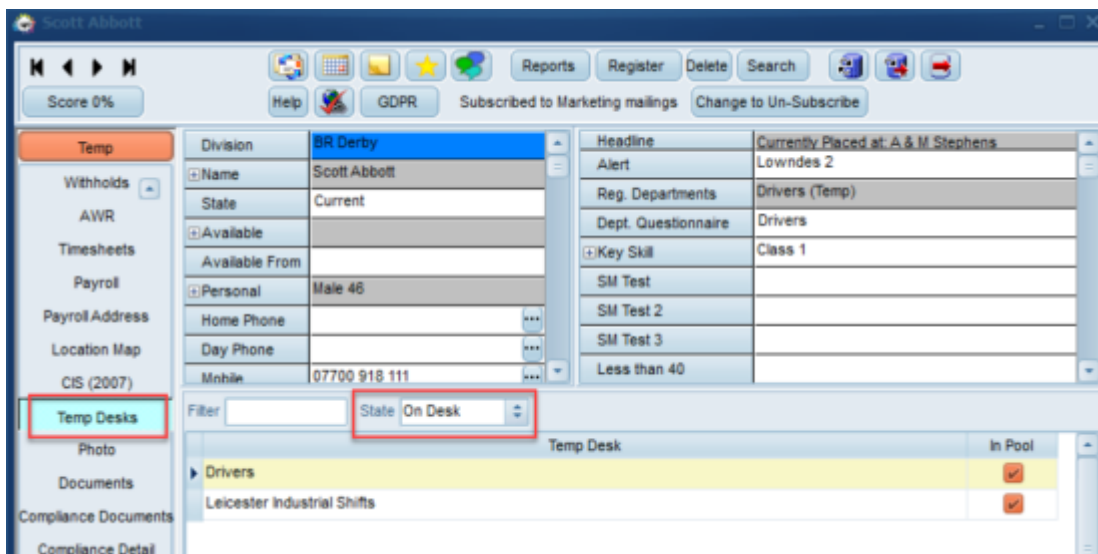 Scott Abbott
Reports Register Delete Search
Score 0% Help GDPR Subscribed to Marketing mailings Change to Un-Subscribe
Temp
Withholds
AWR
Timesheets
Payroll
Payroll Address
Location Map
CIS (2007)
Temp Desks
Photo
Documents
Compliance Documents
Compliance Detail
Division BR Derby
Name Scott Abbott
State Current
Available
Available From
Personal Male 46
Home Phone
Day Phone
Mobile 07700 918 111
Headline Currently Placed at: A & M Stephens
Alert Lowndes 2
Reg. Departments Drivers (Temp)
Dept. Questionnaire Drivers
Key Skill Class 1
SM Test
SM Test 2
SM Test 3
Less than 40
Filter State On Desk
Temp Desk In Pool
Drivers
Leicester Industrial Shifts